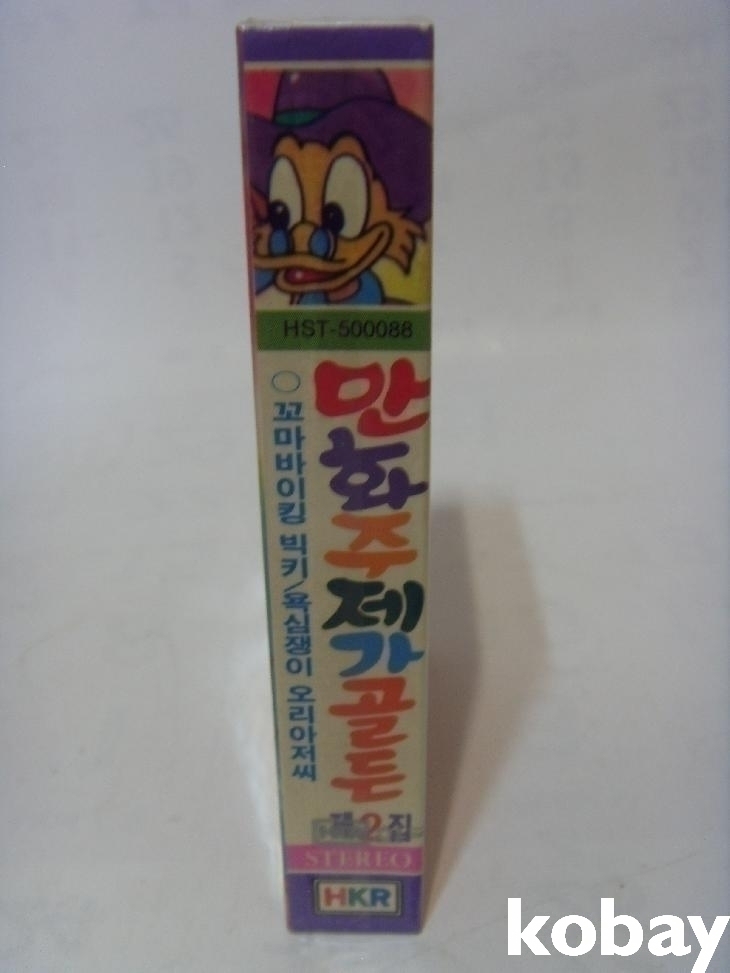 HST-500088
만화주제가골든
○ 꼬마바이킹 빅키/욕심쟁이 오리아저씨
제2집
STEREO
HKR
kobay